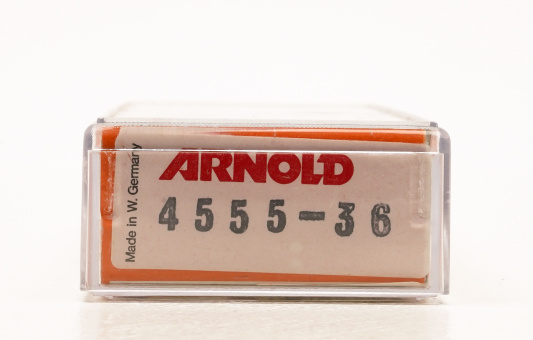 ARNOLD
4555-36
Made in W. Germany